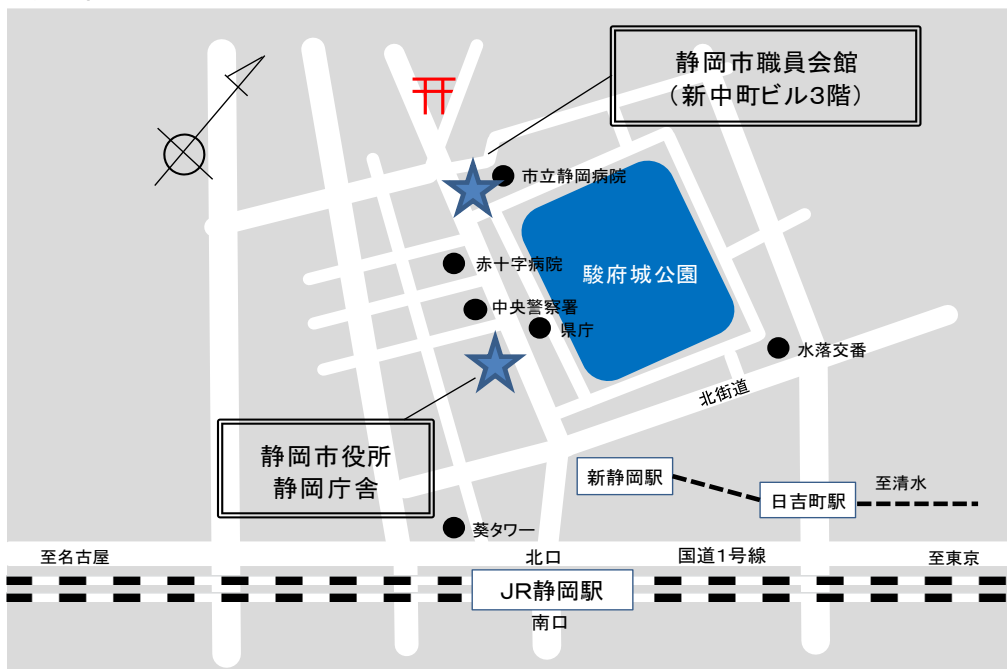 静岡市職員会館
（新中町ビル3階）
市立静岡病院
赤十字病院
駿府城公園
中央警察署
県庁
水落交番
北街道
静岡市役所
静岡庁舎
新静岡駅
至清水
日吉町駅
葵タワー
至名古屋
北口
国道1号線
至東京
JR静岡駅
南口